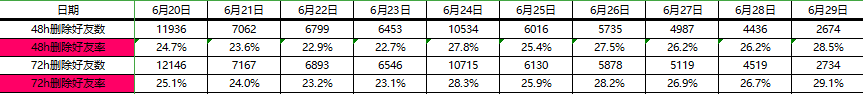 日期 6月20日 6月21日 6月22日 6月23日 6月24日 6月25日 6月26日 6月27日 6月28日 6月29日
48h删除好友数 11936 7062 6799 6453 10534 6016 5735 4987 4436 2674
48h删除好友率 24.7% 23.6% 22.9% 22.7% 27.8% 25.4% 27.5% 26.2% 26.2% 28.5%
72h删除好友数 12146 7167 6893 6546 10715 6130 5878 5119 4519 2734
72h删除好友率 25.1% 24.0% 23.2% 23.1% 28.3% 25.9% 28.2% 26.9% 26.7% 29.1%